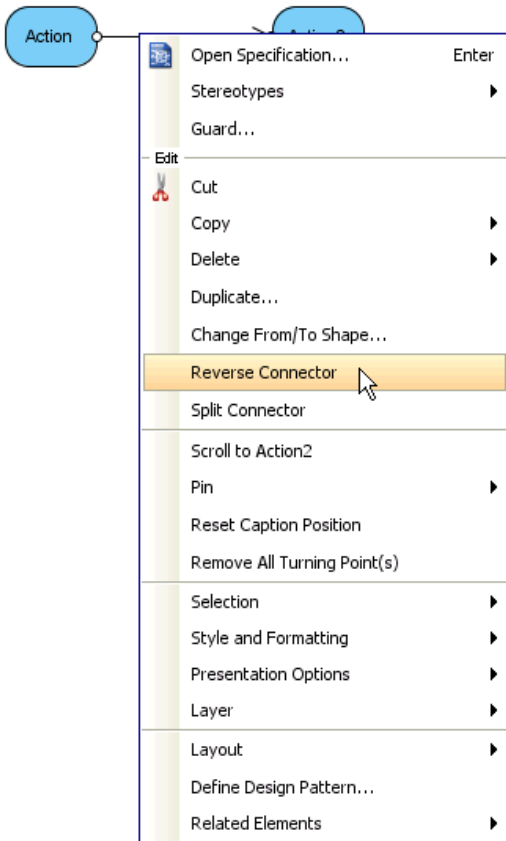 Action
Open Specification... Enter
Stereotypes
Guard...
Edit
Cut
Copy
Delete
Duplicate...
Change From/To Shape...
Reverse Connector
Split Connector
Scroll to Action2
Pin
Reset Caption Position
Remove All Turning Point(s)
Selection
Style and Formatting
Presentation Options
Layer
Layout
Define Design Pattern...
Related Elements